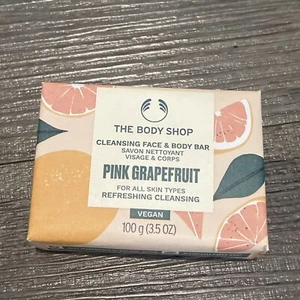 THE BODY SHOP
CLEANSING FACE & BODY BAR
SAVON NETTOYANT
VISAGE & CORPS
PINK GRAPEFRUIT
FOR ALL SKIN TYPES
REFRESHING CLEANSING
VEGAN
100 g (3.5 OZ)